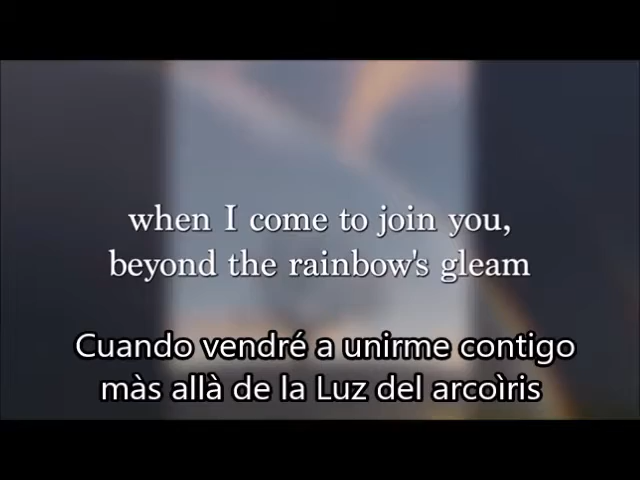 when I come to join you,
beyond the rainbow's gleam
Cuando vendré a unirme contigo
màs allà de la Luz del arcoìris